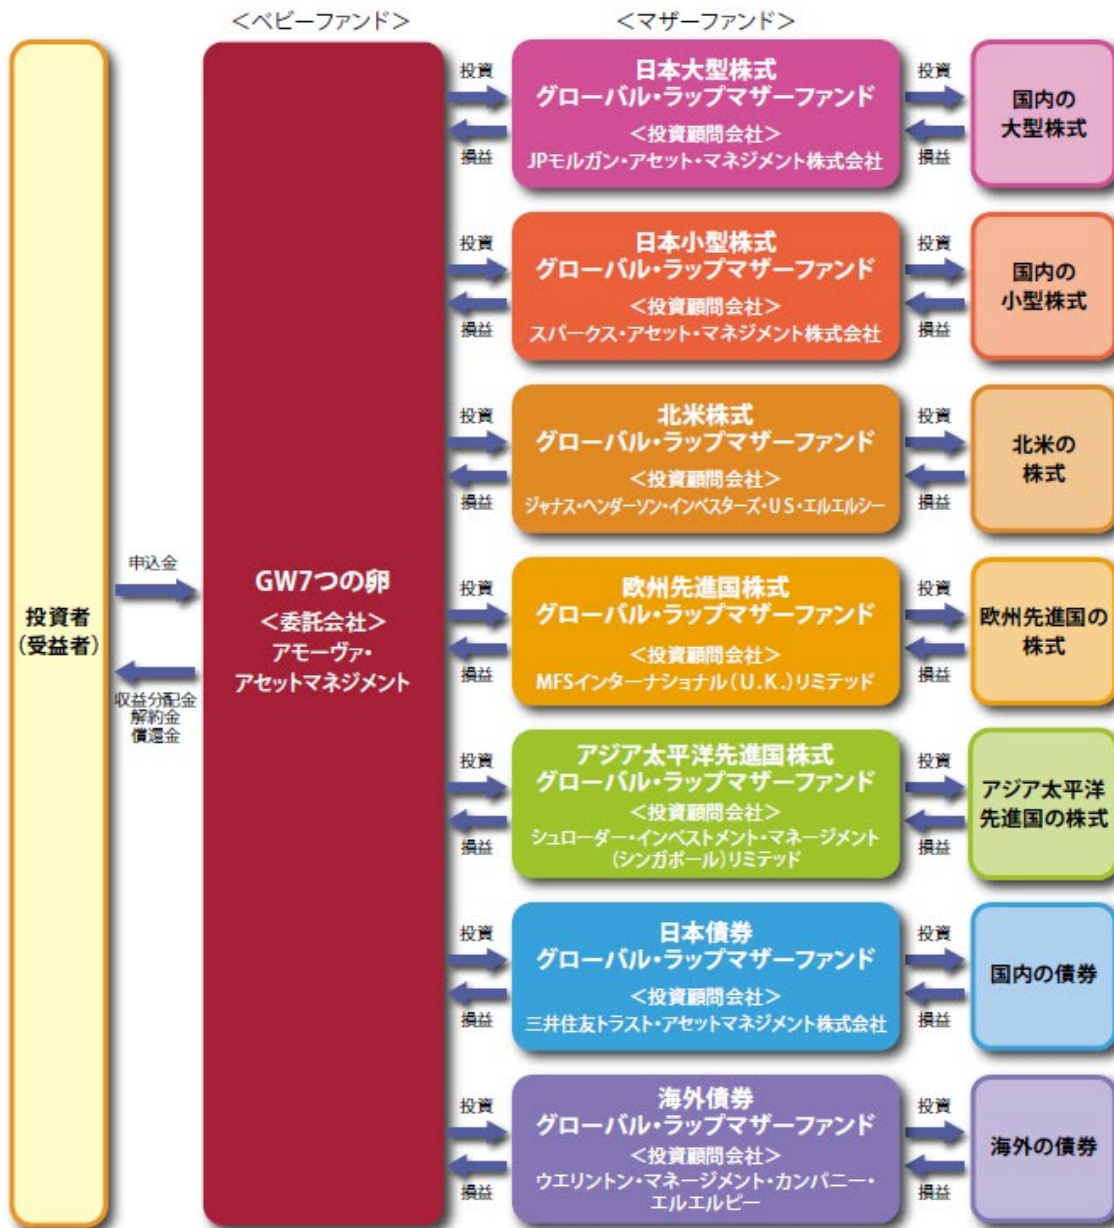 <ベビーファンド>
<マザーファンド>
投資者
(受益者)
申込金
収益分配金
解約金
償還金
GW7つの卵
<委託会社>
アモーヴァ・
アセットマネジメント
投資
損益
日本大型株式
グローバル・ラップマザーファンド
<投資顧問会社>
JPモルガン・アセット・マネジメント株式会社
投資
損益
国内の
大型株式
投資
損益
日本小型株式
グローバル・ラップマザーファンド
<投資顧問会社>
スパークス・アセット・マネジメント株式会社
投資
損益
国内の
小型株式
投資
損益
北米株式
グローバル・ラップマザーファンド
<投資顧問会社>
ジャナス・ヘンダーソン・インベスターズ・US・エルエルシー
投資
損益
北米の
株式
投資
損益
欧州先進国株式
グローバル・ラップマザーファンド
<投資顧問会社>
MFSインターナショナル(U.K.)リミテッド
投資
損益
欧州先進国の
株式
投資
損益
アジア太平洋先進国株式
グローバル・ラップマザーファンド
<投資顧問会社>
シュローダー・インベストメント・マネージメント
(シンガポール)リミテッド
投資
損益
アジア太平洋
先進国の株式
投資
損益
日本債券
グローバル・ラップマザーファンド
<投資顧問会社>
三井住友トラスト・アセットマネジメント株式会社
投資
損益
国内の債券
投資
損益
海外債券
グローバル・ラップマザーファンド
<投資顧問会社>
ウエリントン・マネージメント・カンパニー・
エルエルピー
投資
損益
海外の債券